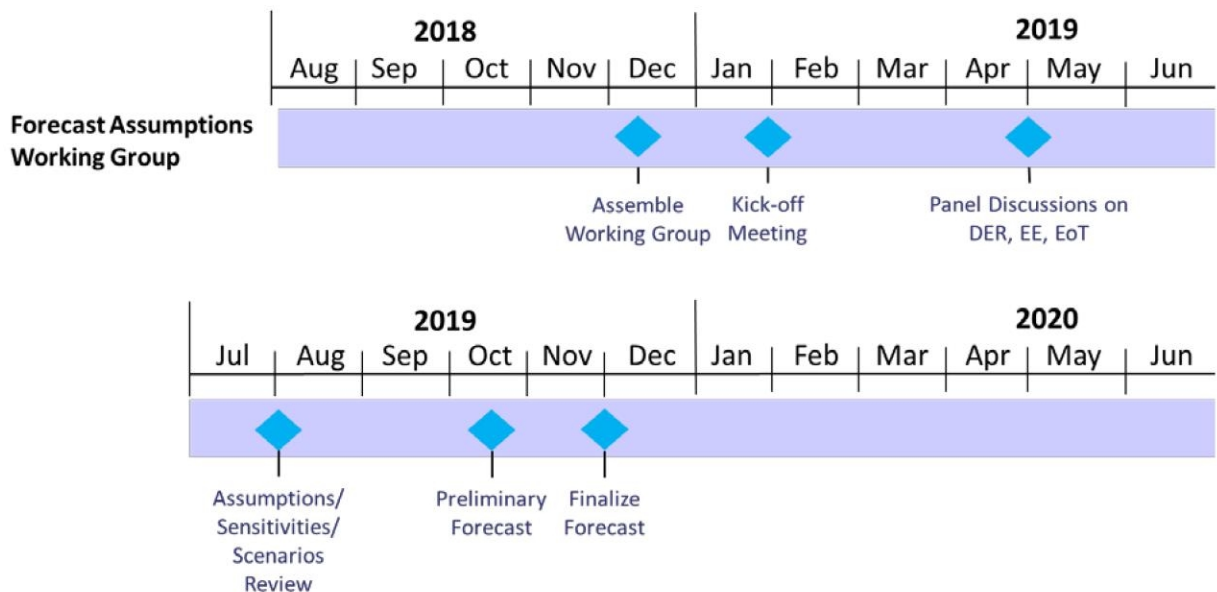 2018 2019
Aug Sep Oct Nov Dec Jan Feb Mar Apr May Jun
Forecast Assumptions
Working Group
Assemble
Working Group
Kick-off
Meeting
Panel Discussions on
DER, EE, EoT
2019 2020
Jul Aug Sep Oct Nov Dec Jan Feb Mar Apr May Jun
Assumptions/
Sensitivities/
Scenarios
Review
Preliminary
Forecast
Finalize
Forecast